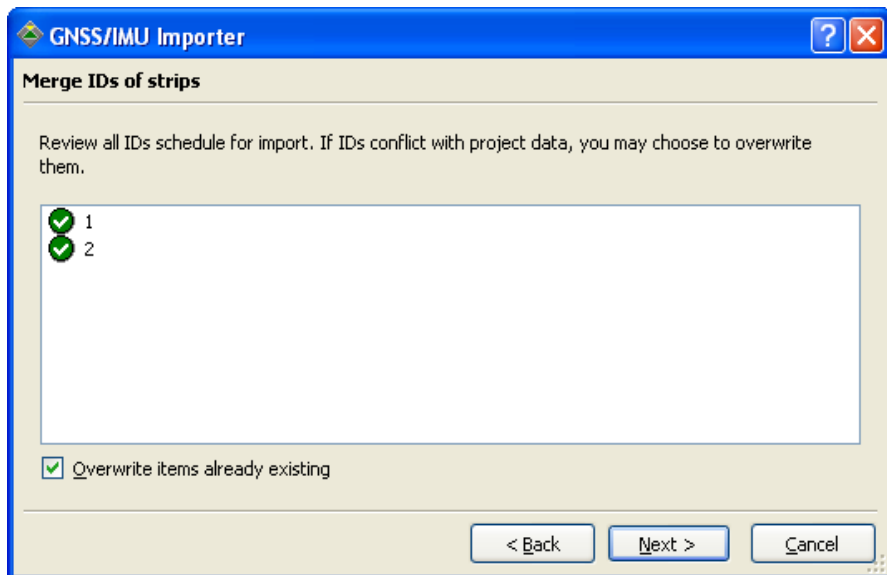 GNSS/IMU Importer
Merge IDs of strips
Review all IDs schedule for import. If IDs conflict with project data, you may choose to overwrite
them.
1
2
Overwrite items already existing
< Back Next > Cancel